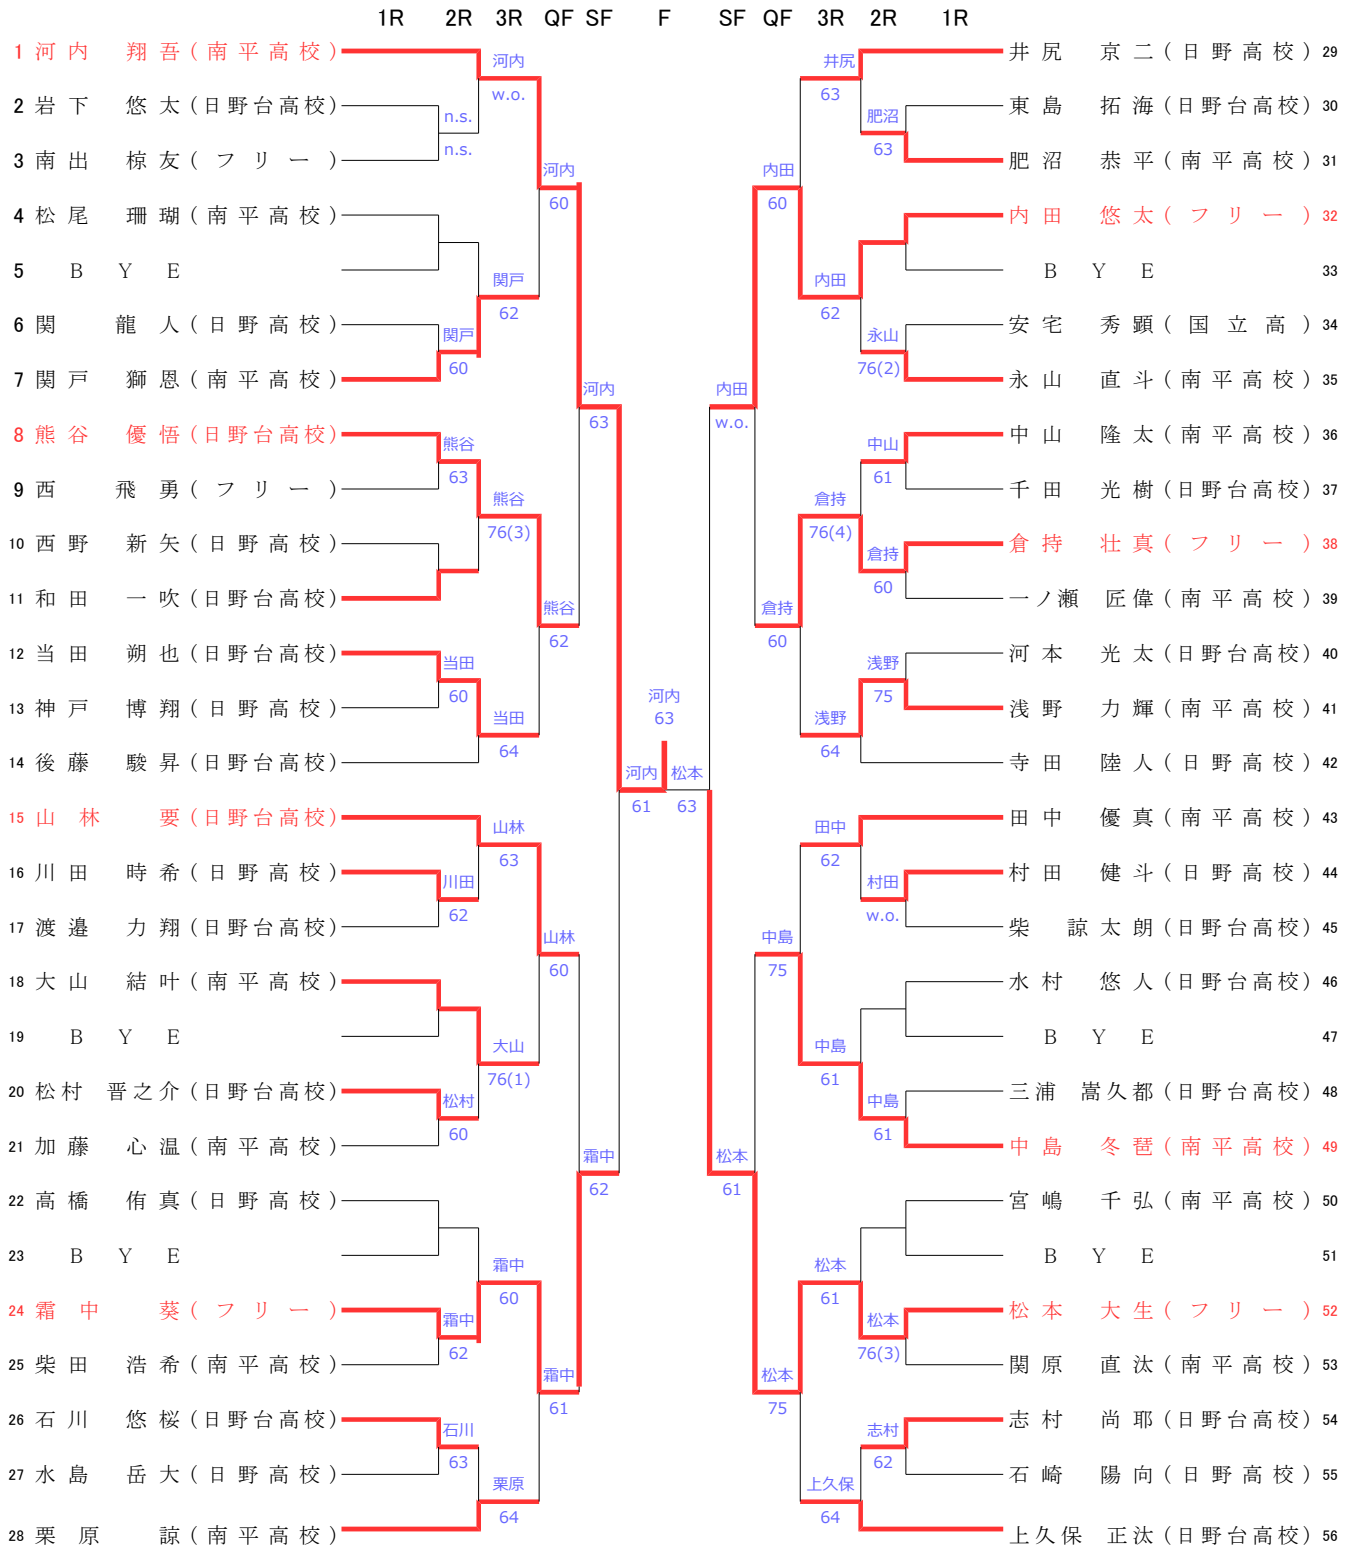 1R 2R 3R QF SF F SF QF 3R 2R 1R
1 河内 翔吾(南平高校)
2 岩下 悠太(日野台高校)
3 南出 椋友(フリー)
4 松尾 珊瑚(南平高校)
5 BYE
6 関 龍人(日野高校)
7 関戸 獅恩(南平高校)
8 熊谷 優悟(日野台高校)
9 西 飛勇(フリー)
10 西野 新矢(日野高校)
11 和田 一吹(日野台高校)
12 当田 朔也(日野台高校)
13 神戸 博翔(日野高校)
14 後藤 駿昇(日野台高校)
15 山林 要(日野台高校)
16 川田 時希(日野高校)
17 渡邉 力翔(日野台高校)
18 大山 結叶(南平高校)
19 BYE
20 松村 晋之介(日野台高校)
21 加藤 心温(南平高校)
22 高橋 侑真(日野高校)
23 BYE
24 霜中 葵(フリー)
25 柴田 浩希(南平高校)
26 石川 悠桜(日野台高校)
27 水島 岳大(日野高校)
28 栗原 諒(南平高校)
n.s.
n.s.
関戸
60
熊谷
63
当田
60
川田
62
松村
60
霜中
62
石川
63
河内
w.o.
関戸
62
熊谷
76(3)
当田
64
山林
63
大山
76(1)
霜中
60
栗原
64
河内
60
熊谷
62
山林
60
霜中
61
河内
63
霜中
62
河内
61
河内
63
松本
63
内田
w.o.
松本
61
内田
60
倉持
60
中島
75
松本
75
井尻
63
内田
62
倉持
76(4)
浅野
64
田中
62
中島
61
松本
61
上久保
64
肥沼
63
永山
76(2)
中山
61
倉持
60
浅野
75
村田
w.o.
中島
61
松本
76(3)
志村
62
井尻 京二(日野高校) 29
東島 拓海(日野台高校) 30
肥沼 恭平(南平高校) 31
内田 悠太(フリー) 32
BYE 33
安宅 秀顕(国立高) 34
永山 直斗(南平高校) 35
中山 隆太(南平高校) 36
千田 光樹(日野台高校) 37
倉持 壮真(フリー) 38
一ノ瀬 匠偉(南平高校) 39
河本 光太(日野台高校) 40
浅野 力輝(南平高校) 41
寺田 陸人(日野高校) 42
田中 優真(南平高校) 43
村田 健斗(日野高校) 44
柴 諒太朗(日野台高校) 45
水村 悠人(日野台高校) 46
BYE 47
三浦 嵩久都(日野台高校) 48
中島 冬琶(南平高校) 49
宮嶋 千弘(南平高校) 50
BYE 51
松本 大生(フリー) 52
関原 直汰(南平高校) 53
志村 尚耶(日野台高校) 54
石崎 陽向(日野高校) 55
上久保 正汰(日野台高校) 56